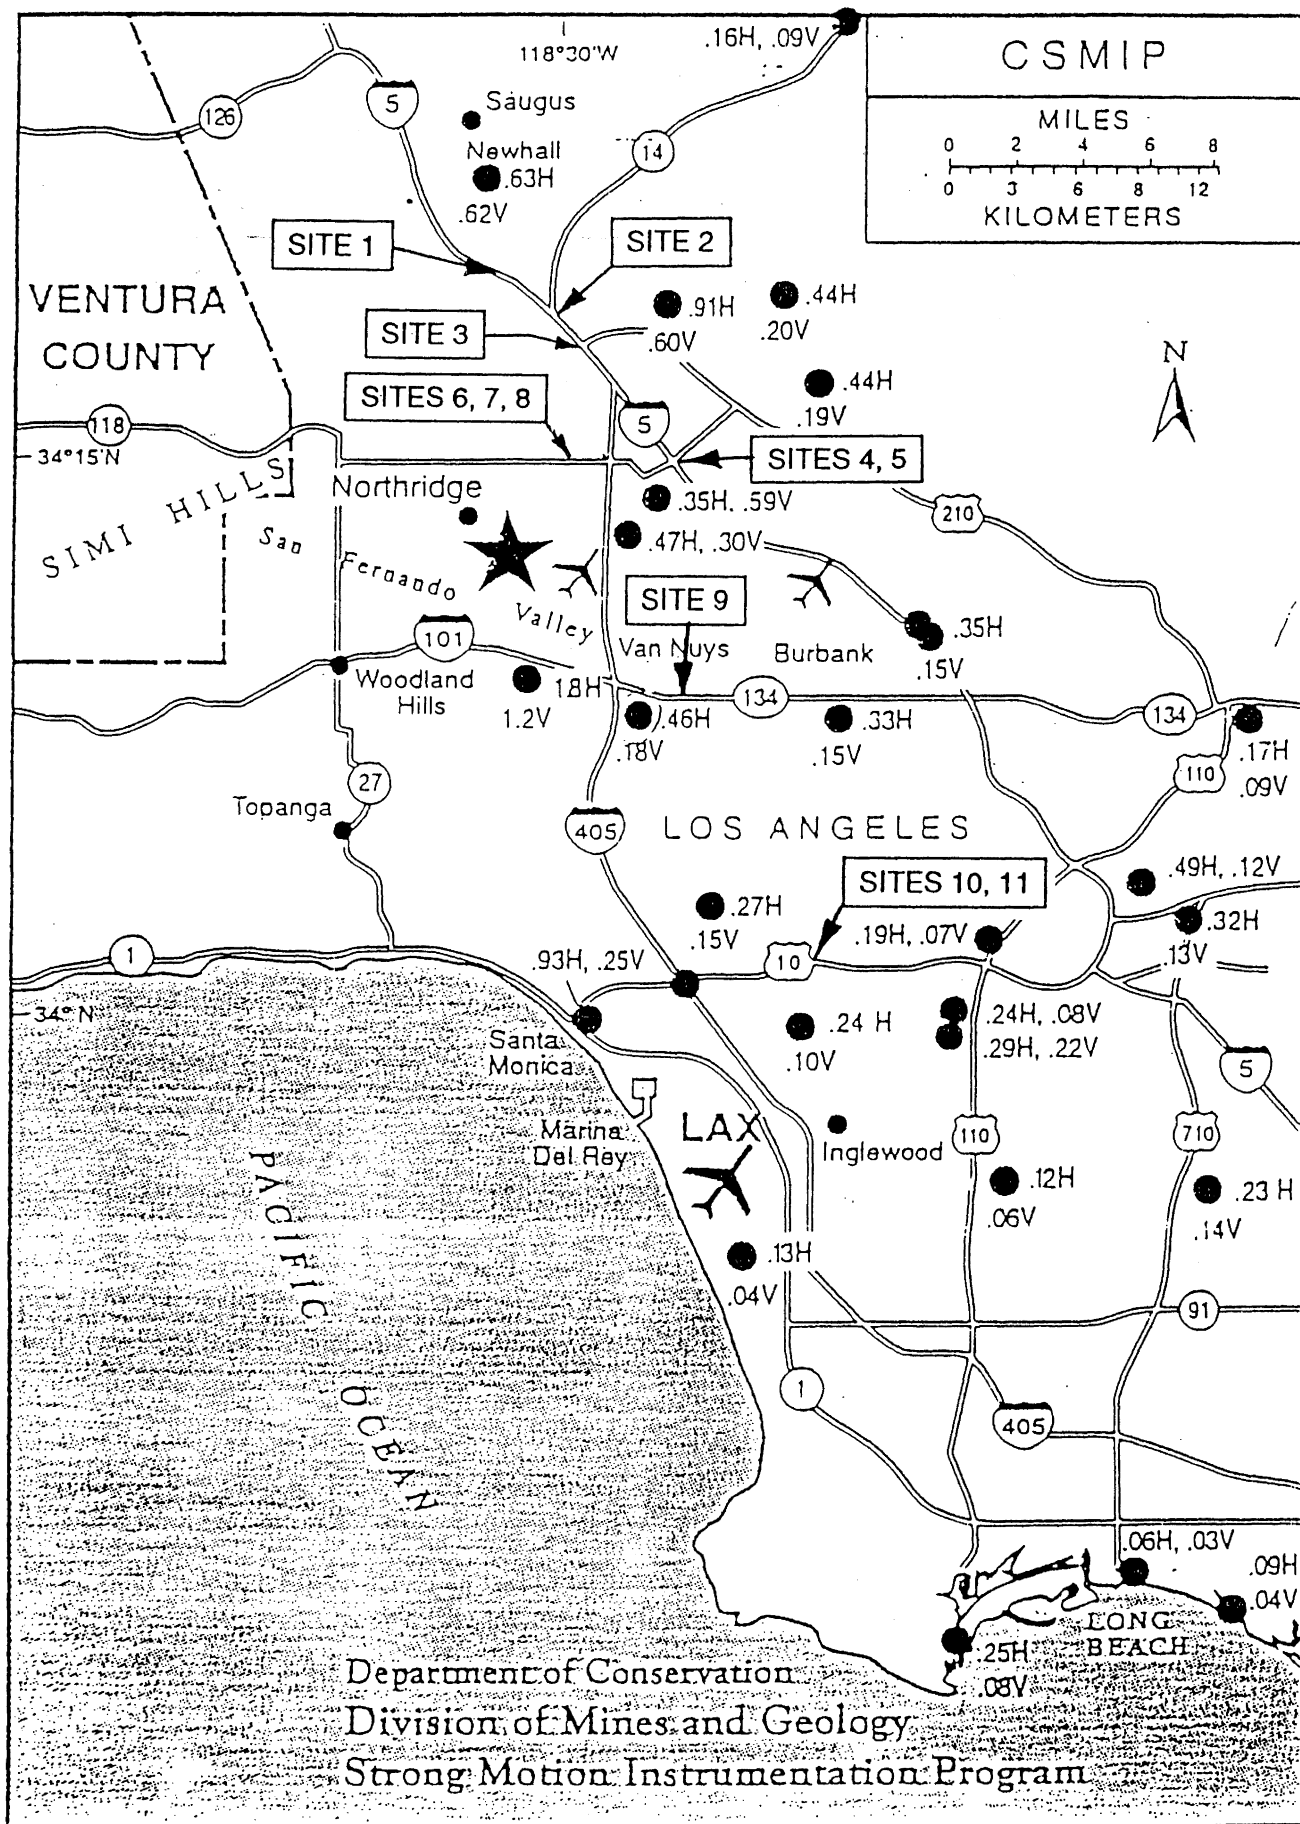 .16H, .09V
118°30'W
CSMIP
MILES
0 2 4 6 8
0 3 6 8 12
KILOMETERS
5
126
Saugus
14
Newhall
.63H
.62V
SITE 1
SITE 2
VENTURA
COUNTY
.91H
.60V
.44H
.20V
SITE 3
N
SITES 6, 7, 8
.44H
.19V
5
118
34°15'N
SITES 4, 5
SIMI HILLS
Northridge
.35H, .59V
210
San
Fernando
Valley
.47H, .30V
SITE 9
101
Van Nuys
Burbank
.35H
.15V
Woodland
Hills
1.8H
1.2V
134
134
.46H
.18V
.33H
.15V
.17H
.09V
27
110
Topanga
405
LOS ANGELES
SITES 10, 11
.49H, .12V
.27H
.15V
.19H, .07V
.32H
.13V
1
.93H, .25V
10
34° N
Santa
Monica
.24 H
.10V
.24H, .08V
.29H, .22V
5
Marina
Del Rey
LAX
Inglewood
110
710
PACIFIC
OCEAN
.12H
.06V
.23 H
.14V
.13H
.04V
91
1
405
.06H, .03V
.09H
.04V
LONG
BEACH
.25H
.08V
Department of Conservation
Division of Mines and Geology
Strong Motion Instrumentation Program